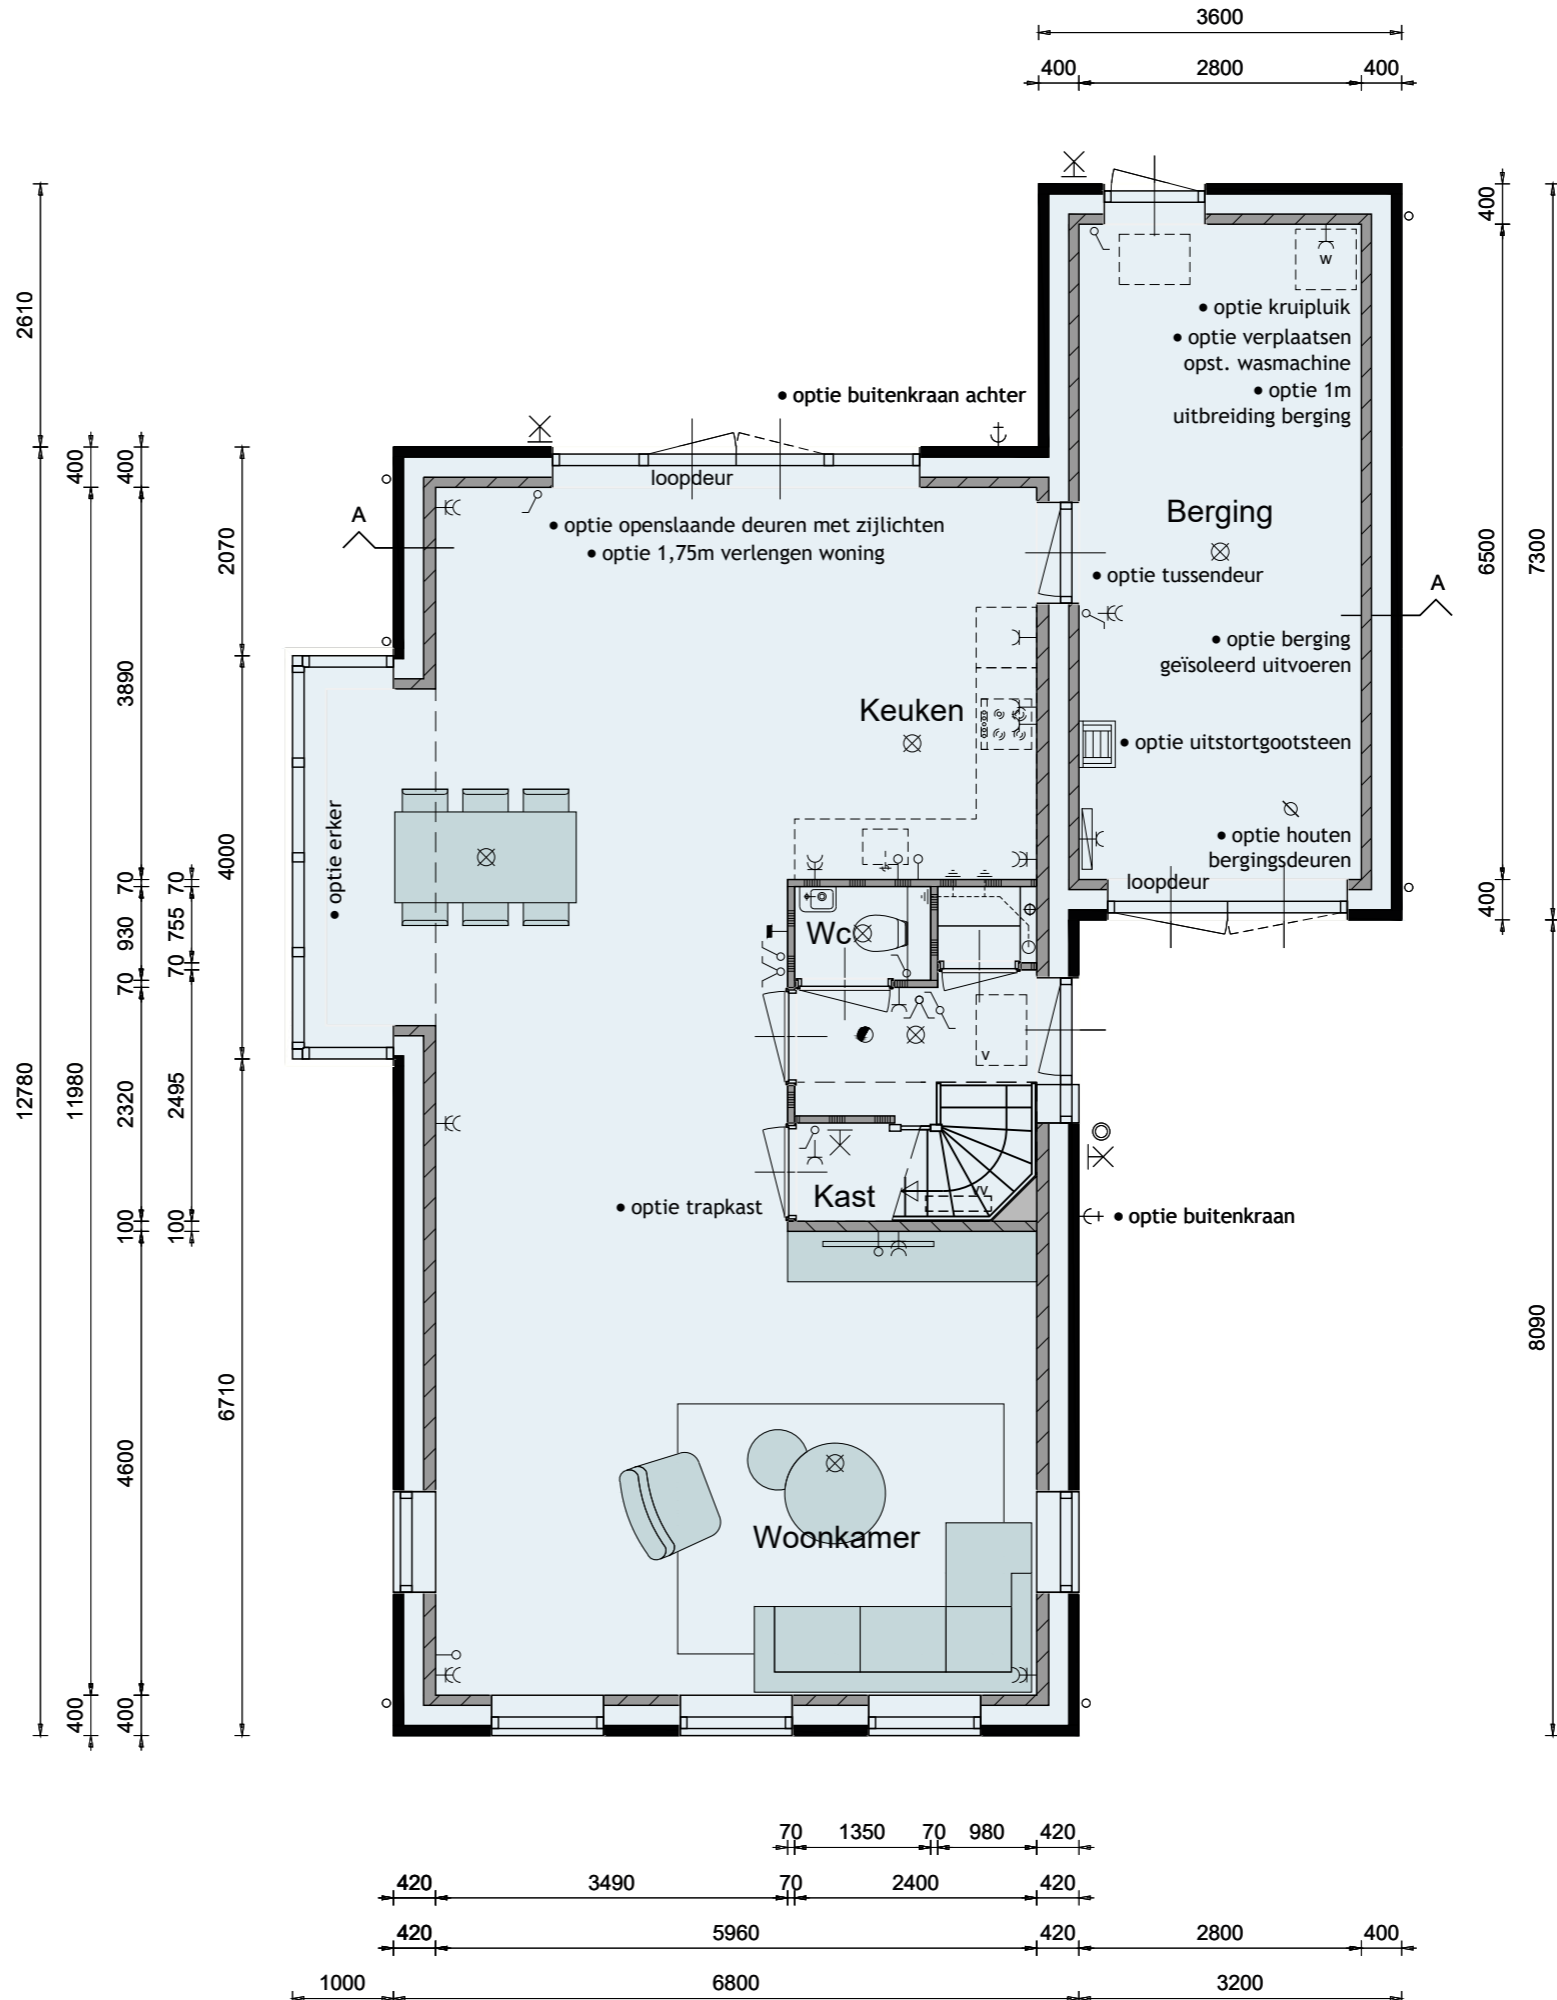 3600
400 2800 400
400
6500
400
7300
8090
2610
12780
400
11980
400
400
3890
70
930
70
2320
100
4600
400
70
755
70
2495
100
2070
4000
6710
w
• optie kruipluik
• optie verplaatsen
opst. wasmachine
• optie 1m
uitbreiding berging
• optie buitenkraan achter
loopdeur
• optie openslaande deuren met zijlichten
• optie 1,75m verlengen woning
A
Berging
• optie tussendeur
A
• optie berging
geïsoleerd uitvoeren
Keuken
• optie uitstortgootsteen
• optie erker
• optie houten
bergingsdeuren
loopdeur
Wc
v
Kast
vv
• optie trapkast
• optie buitenkraan
Woonkamer
70 1350 70 980 420
420 3490 70 2400 420
420 5960 420 2800 400
1000 6800 3200